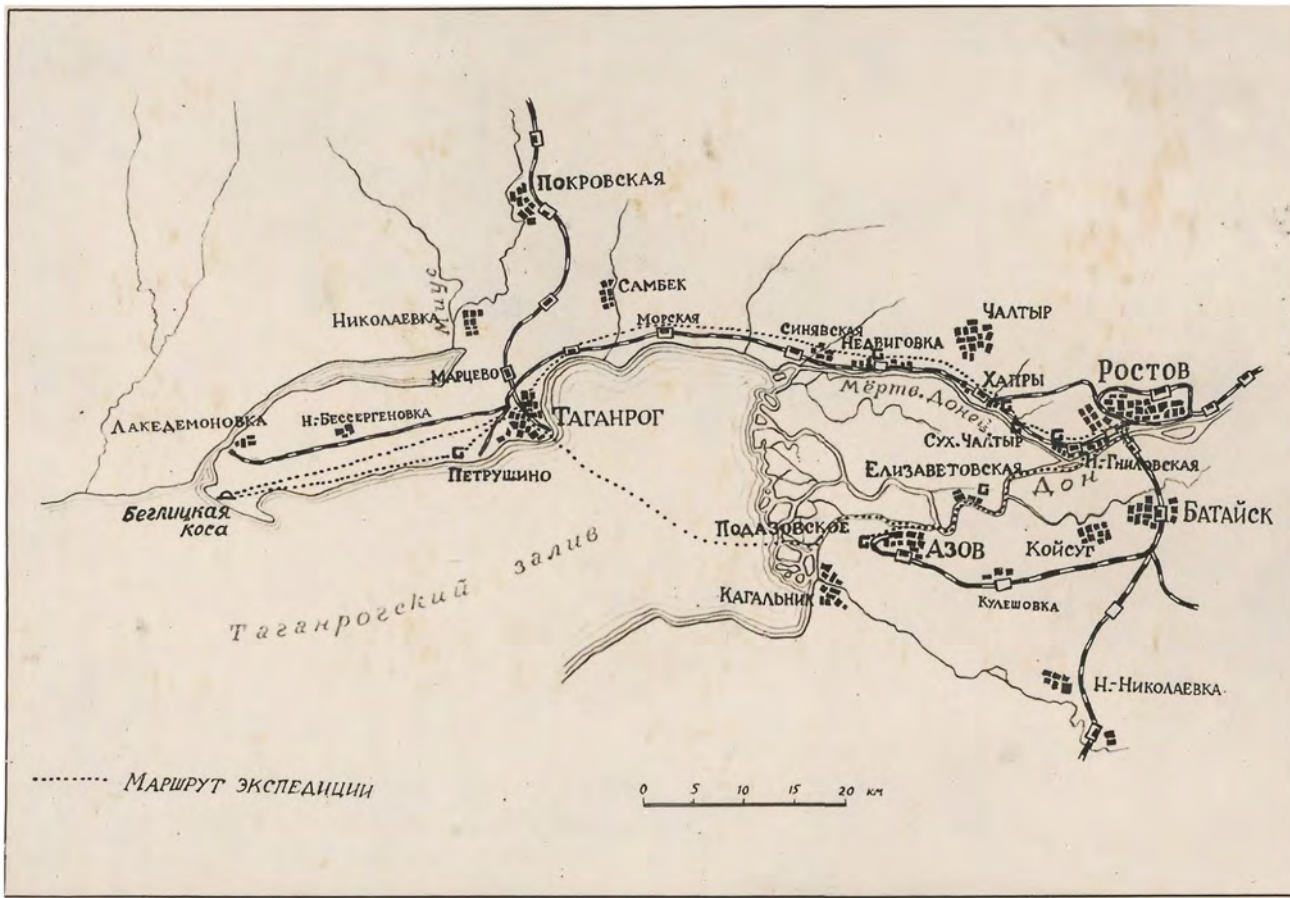 Покровская
Самбек
Миус
Николаевка
Морская
Синявская
Недвиговка
Чалтыр
Марцево
Мёртв. Донец
Хапры
Ростов
Лакедемоновка
Н.-Бессергеновка
Таганрог
Сух. Чалтыр
Петрушино
Елизаветовская
Н.-Гниловская
Дон
Беглицкая
коса
Подазовское
Азов
Койсуг
Батайск
Таганрогский залив
Кагальник
Кулешовка
Н.-Николаевка
Маршрут экспедиции
0 5 10 15 20 км